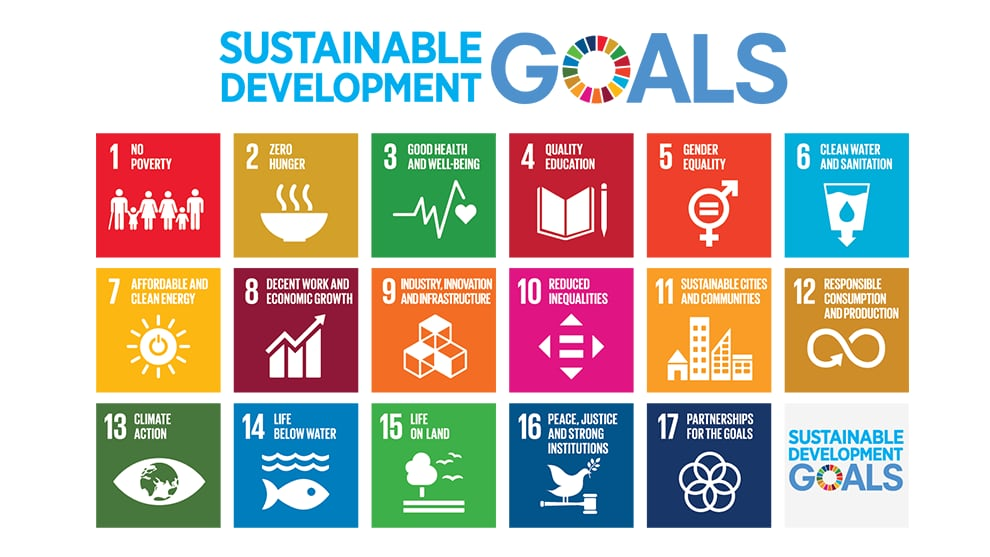 SUSTAINABLE
DEVELOPMENT
GOALS
1 NO
POVERTY
2 ZERO
HUNGER
3 GOOD HEALTH
AND WELL-BEING
4 QUALITY
EDUCATION
5 GENDER
EQUALITY
6 CLEAN WATER
AND SANITATION
7 AFFORDABLE AND
CLEAN ENERGY
8 DECENT WORK AND
ECONOMIC GROWTH
9 INDUSTRY, INNOVATION
AND INFRASTRUCTURE
10 REDUCED
INEQUALITIES
11 SUSTAINABLE CITIES
AND COMMUNITIES
12 RESPONSIBLE
CONSUMPTION
AND PRODUCTION
13 CLIMATE
ACTION
14 LIFE
BELOW WATER
15 LIFE
ON LAND
16 PEACE, JUSTICE
AND STRONG
INSTITUTIONS
17 PARTNERSHIPS
FOR THE GOALS
SUSTAINABLE
DEVELOPMENT
GOALS